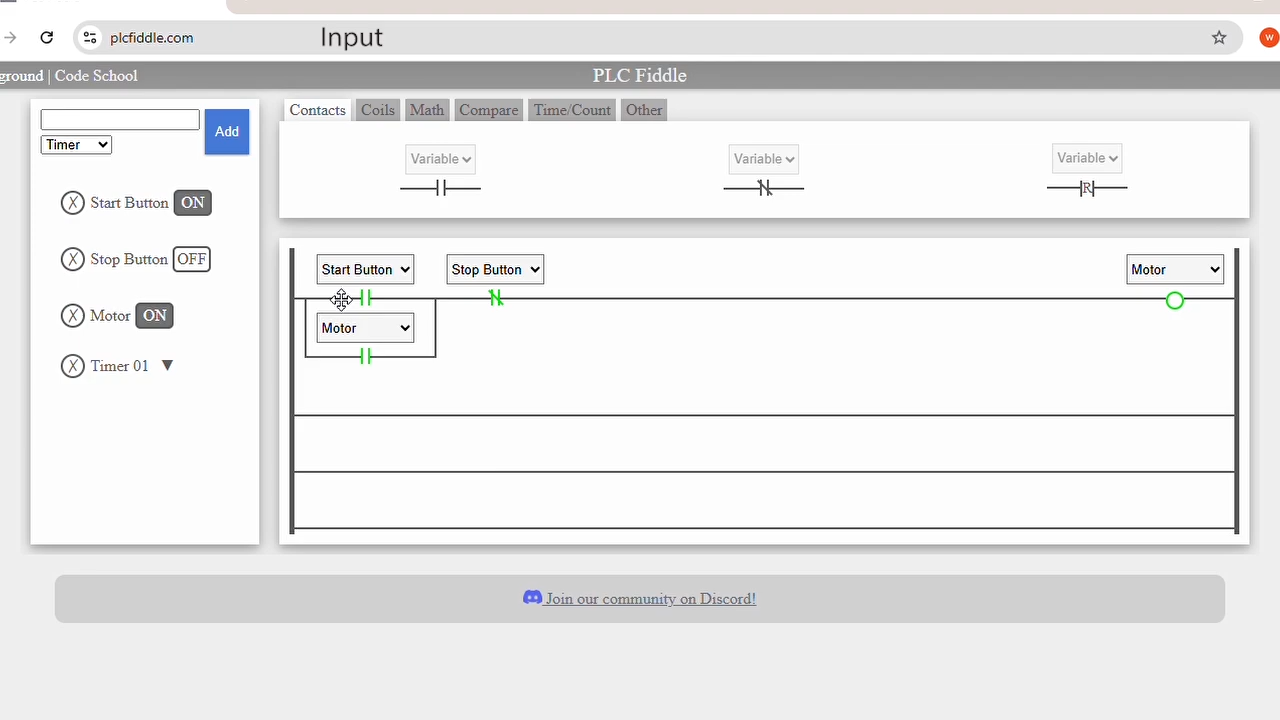 plcfiddle.com
Input
w
ground | Code School
PLC Fiddle
Add
Timer
Start Button ON
Stop Button OFF
Motor ON
Timer 01 ▼
Contacts Coils Math Compare Time/Count Other
Variable Variable Variable
R
Start Button Stop Button Motor
Motor
Join our community on Discord!